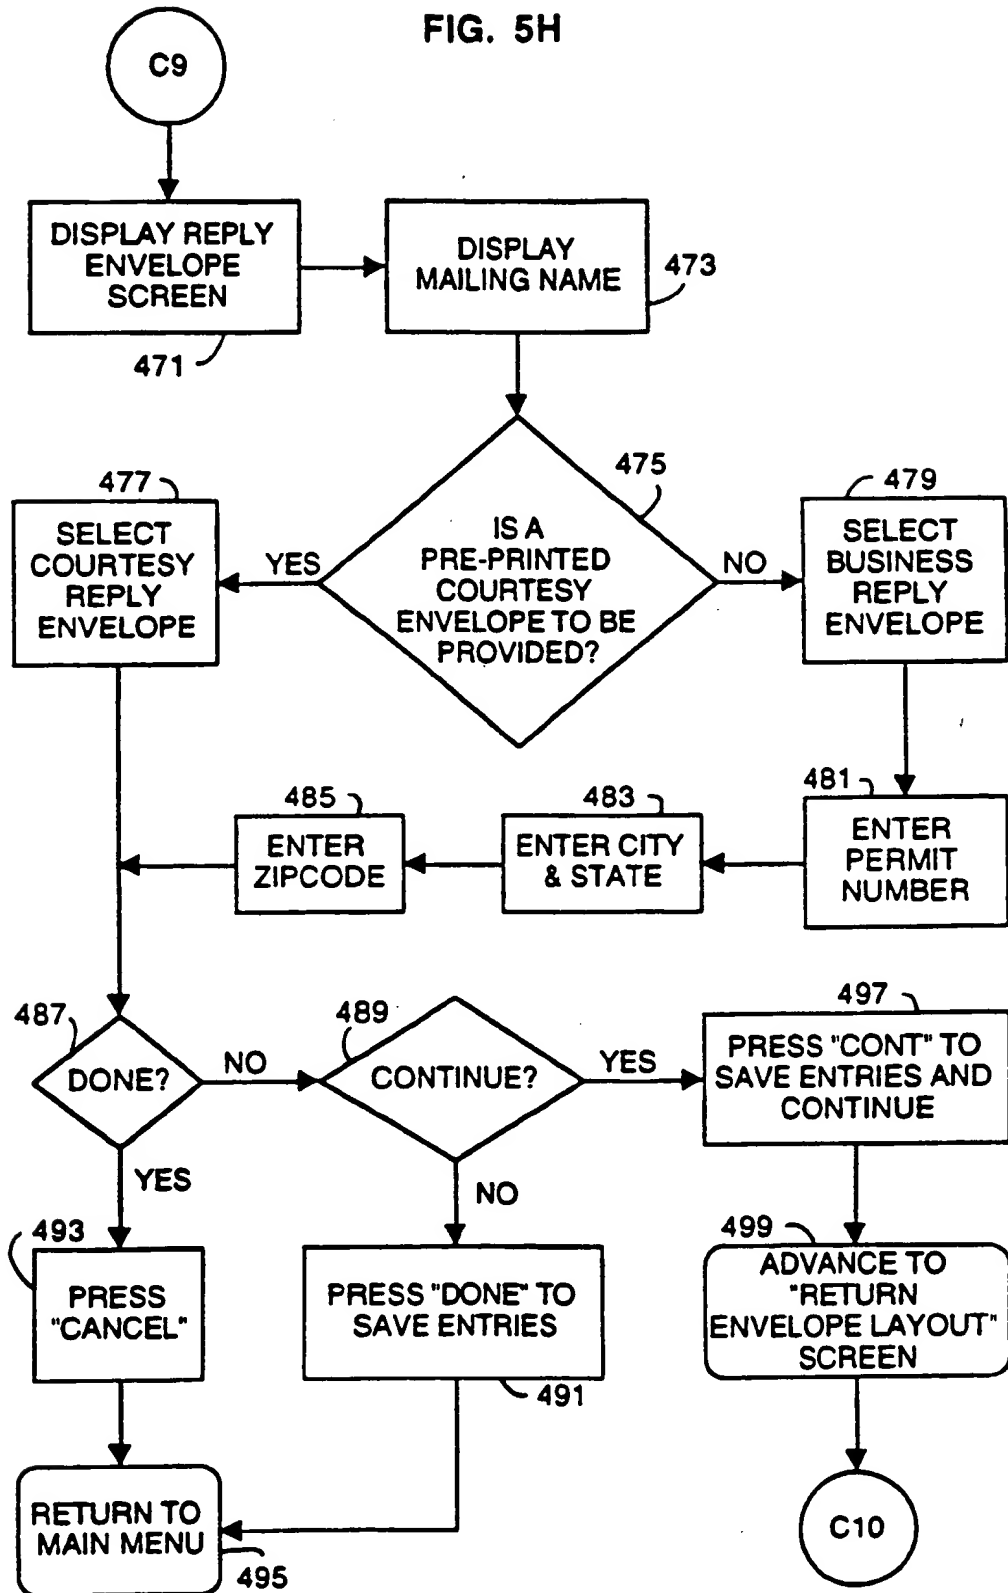 FIG. 5H
C9
DISPLAY REPLY
ENVELOPE
SCREEN
471
DISPLAY
MAILING NAME
473
475
IS A
PRE-PRINTED
COURTESY
ENVELOPE TO BE
PROVIDED?
YES
NO
477
SELECT
COURTESY
REPLY
ENVELOPE
479
SELECT
BUSINESS
REPLY
ENVELOPE
481
ENTER
PERMIT
NUMBER
483
ENTER CITY
& STATE
485
ENTER
ZIPCODE
487
DONE?
NO
YES
489
CONTINUE?
YES
NO
497
PRESS "CONT" TO
SAVE ENTRIES AND
CONTINUE
493
PRESS
"CANCEL"
PRESS "DONE" TO
SAVE ENTRIES
491
499
ADVANCE TO
"RETURN
ENVELOPE LAYOUT"
SCREEN
RETURN TO
MAIN MENU
495
C10